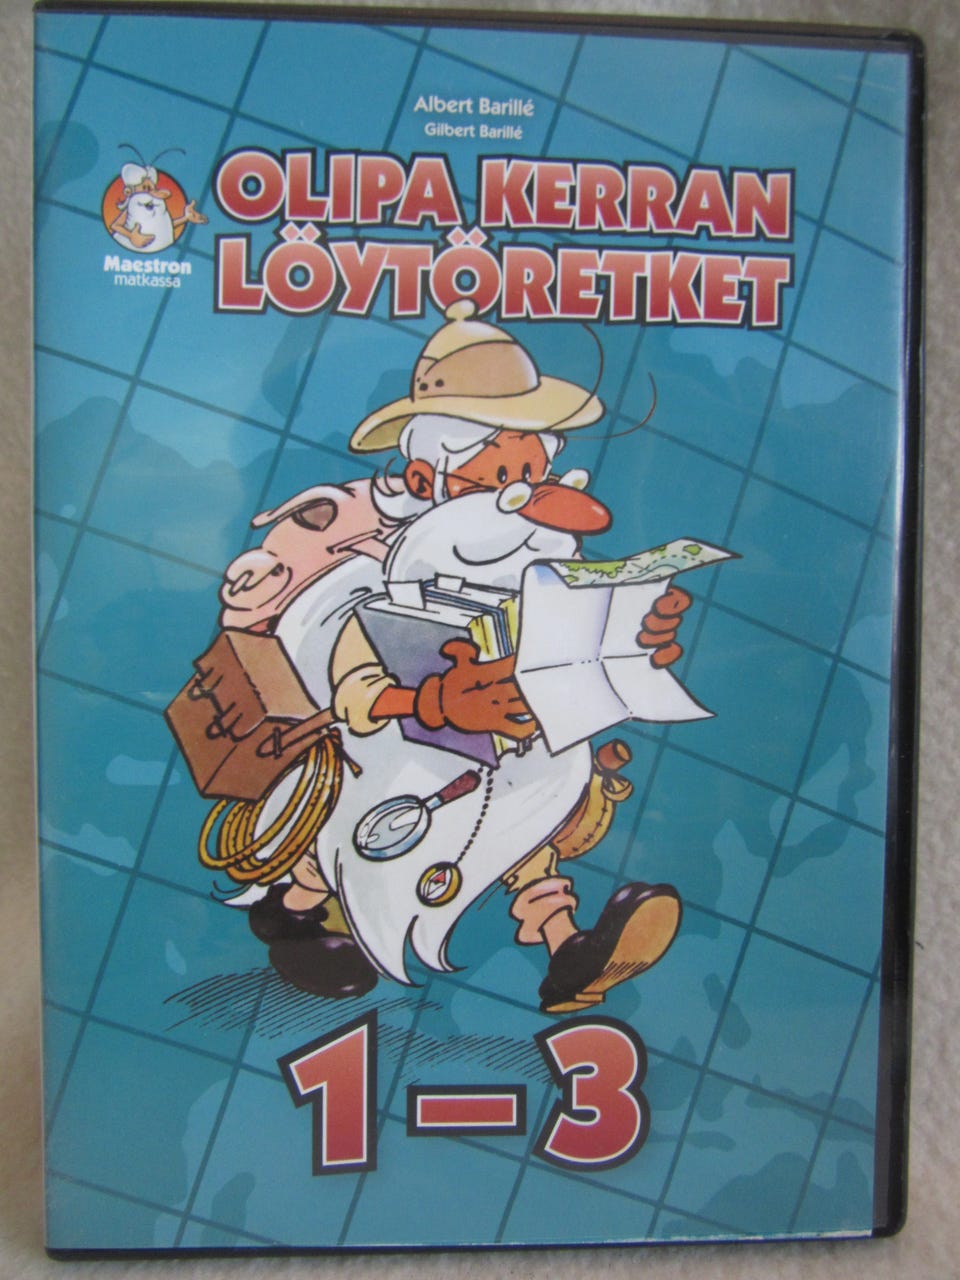 Albert Barillé
Gilbert Barillé
OLIPA KERRAN
LÖYTÖRETKET
Maestron
matkassa
1–3